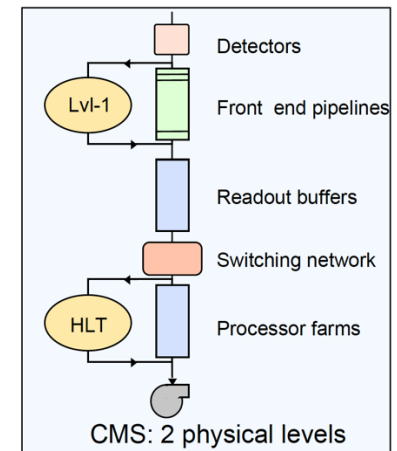 Detectors
Lvl-1
Front end pipelines
Readout buffers
Switching network
HLT
Processor farms
CMS: 2 physical levels